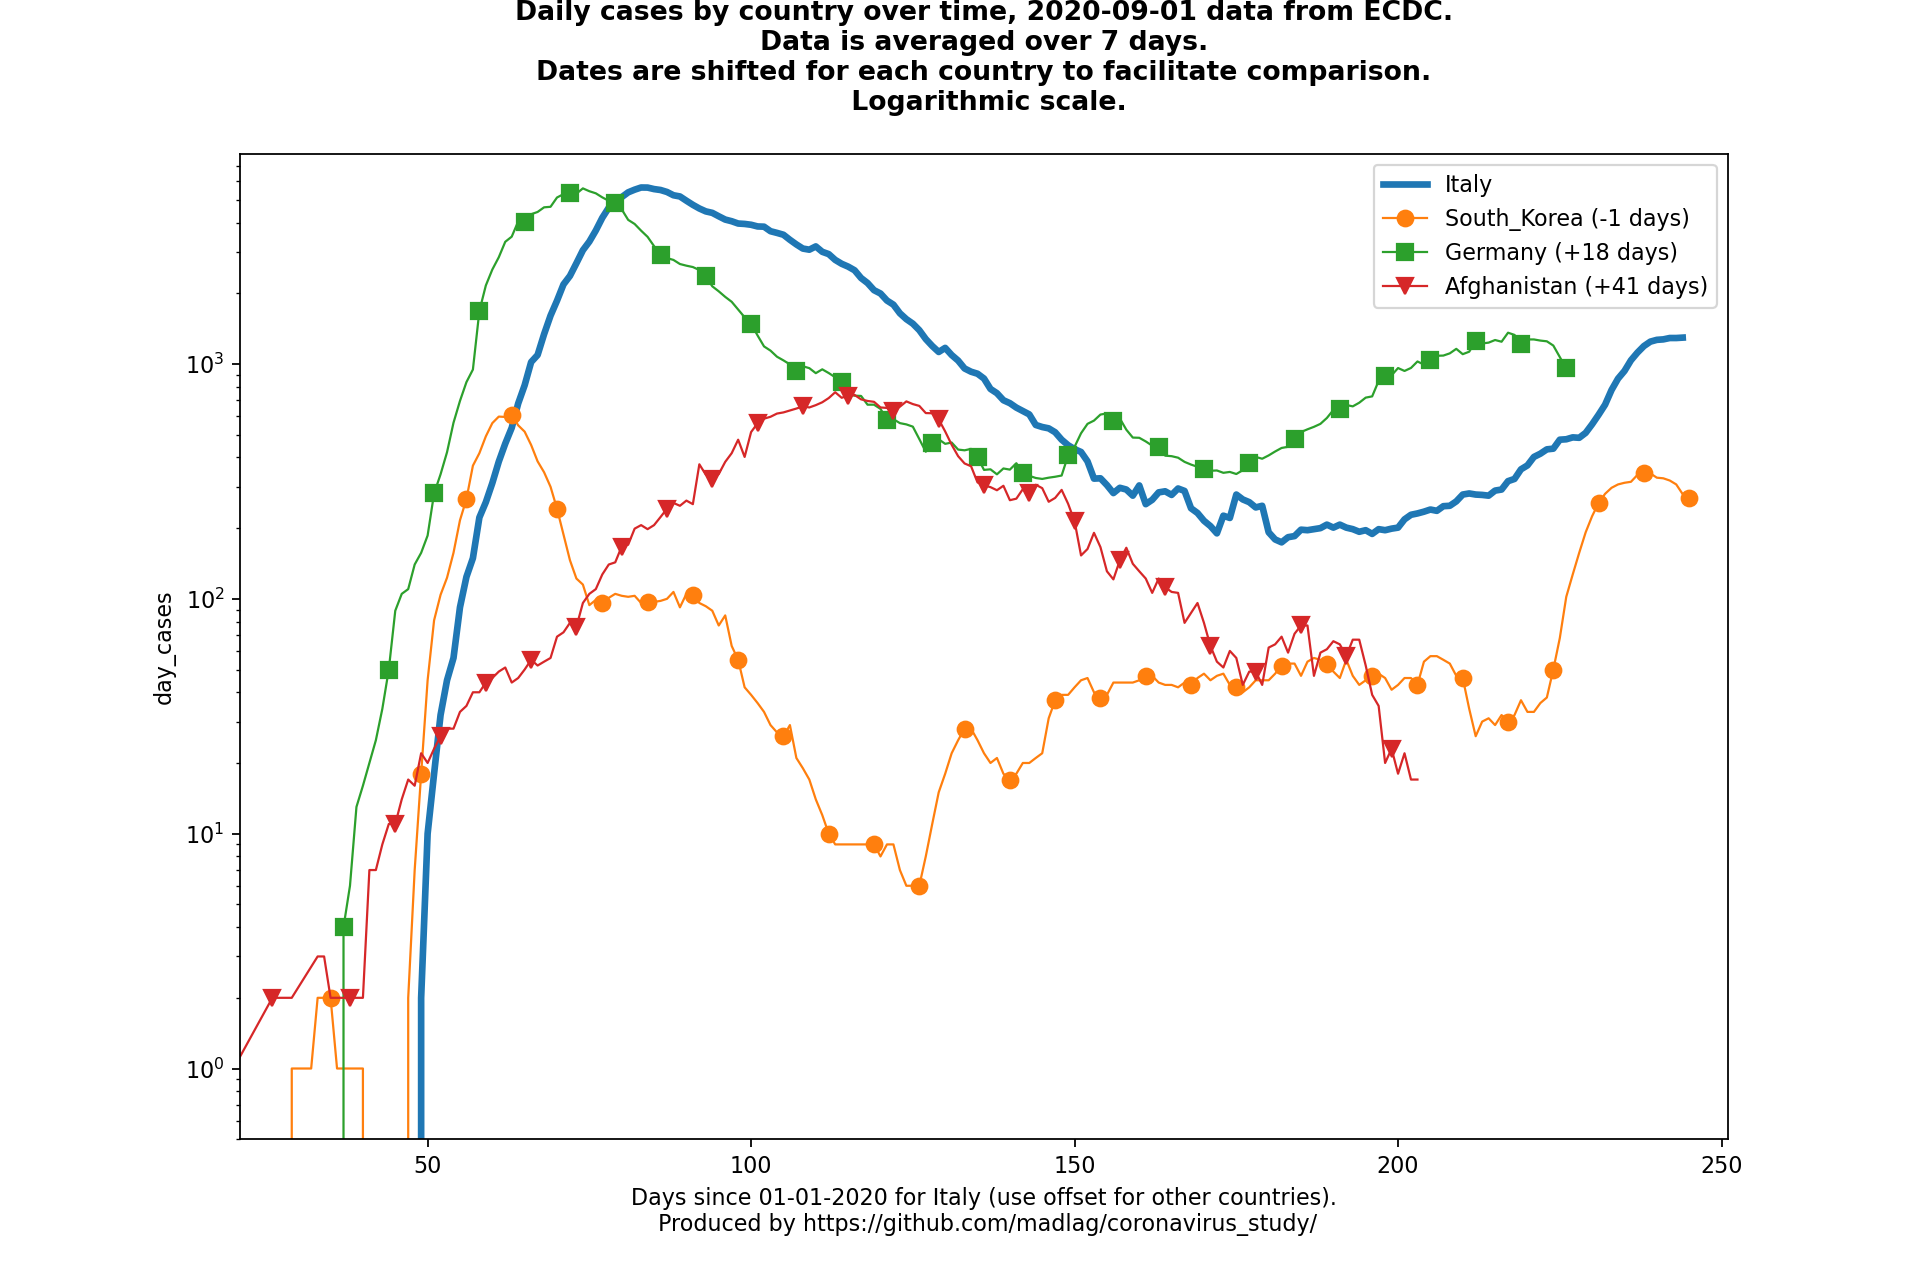 Daily cases by country over time, 2020-09-01 data from ECDC.
Data is averaged over 7 days.
Dates are shifted for each country to facilitate comparison.
Logarithmic scale.
Italy
South_Korea (-1 days)
Germany (+18 days)
Afghanistan (+41 days)
day_cases
10³
10²
10¹
10⁰
50 100 150 200 250
Days since 01-01-2020 for Italy (use offset for other countries).
Produced by https://github.com/madlag/coronavirus_study/